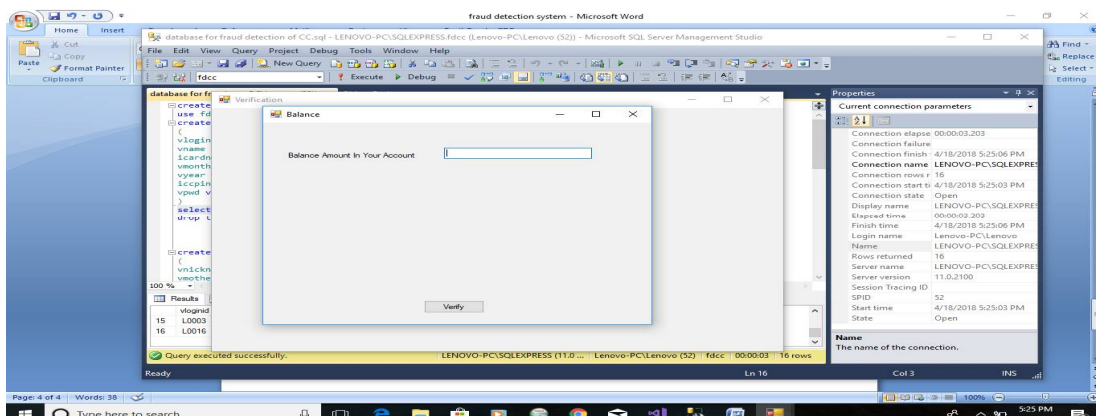 fraud detection system - Microsoft Word
Home Insert
Cut
Copy
Paste
Format Painter
Clipboard
Find
Replace
Select
Editing
database for fraud detection of CC.sql - LENOVO-PC\SQLEXPRESS.fdcc (Lenovo-PC\Lenovo (52)) - Microsoft SQL Server Management Studio
File Edit View Query Project Debug Tools Window Help
New Query
fdcc
Execute Debug
database for fr
create
use fd
create
(
vlogin
vname
icardn
vmonth
vyear
iccpin
vpwd v
)
select
drop t
create
(
vnickn
vmothe
100 %
Results
vloginid
15 L0003
16 L0016
Verification
Balance
Balance Amount In Your Account
Verify
Properties
Current connection parameters
Connection elapse 00:00:03.203
Connection failure
Connection finish 4/18/2018 5:25:06 PM
Connection name LENOVO-PC\SQLEXPRES
Connection rows r 16
Connection start ti 4/18/2018 5:25:03 PM
Connection state Open
Display name LENOVO-PC\SQLEXPRES
Elapsed time 00:00:03.203
Finish time 4/18/2018 5:25:06 PM
Login name Lenovo-PC\Lenovo
Name LENOVO-PC\SQLEXPRES
Rows returned 16
Server name LENOVO-PC\SQLEXPRES
Server version 11.0.2100
Session Tracing ID
SPID 52
Start time 4/18/2018 5:25:03 PM
State Open
Name
The name of the connection.
Query executed successfully. LENOVO-PC\SQLEXPRESS (11.0 ... Lenovo-PC\Lenovo (52) fdcc 00:00:03 16 rows
Ready Ln 16 Col 3 INS
Page: 4 of 4 Words: 38 100%
Type here to search 5:25 PM